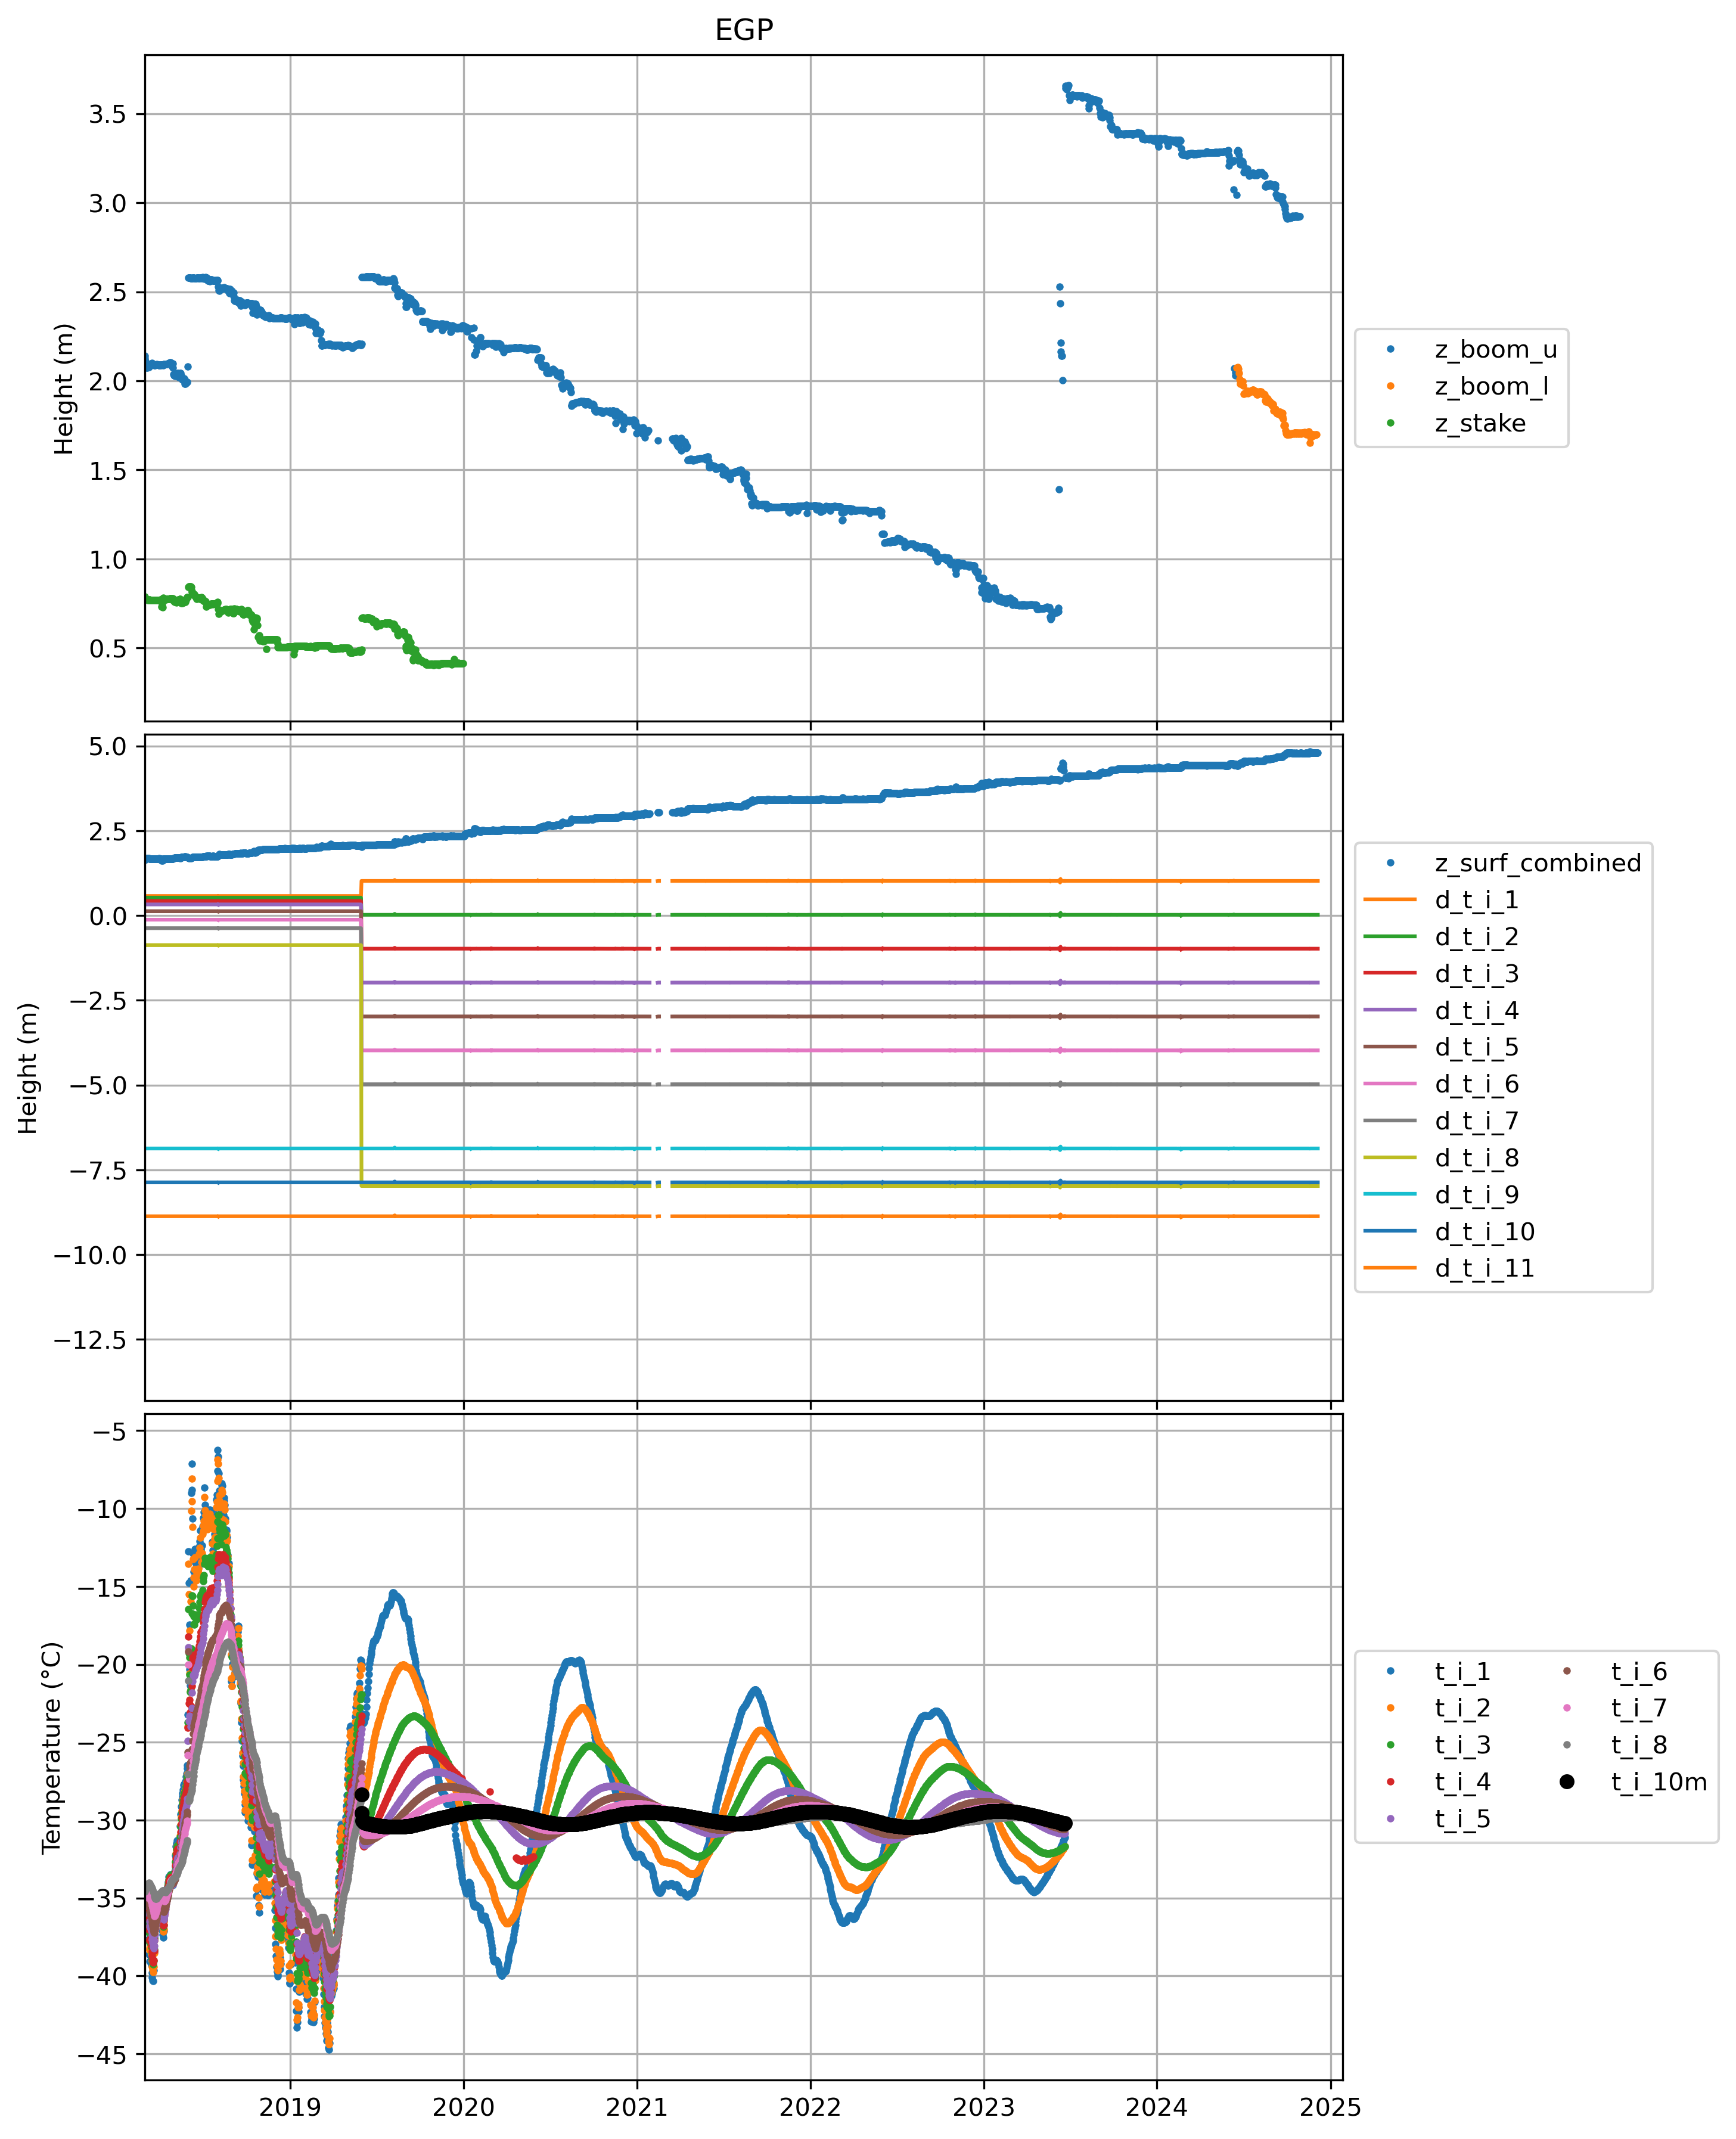 EGP
Height (m)
3.5
3.0
2.5
2.0
1.5
1.0
0.5
z_boom_u
z_boom_l
z_stake
Height (m)
5.0
2.5
0.0
−2.5
−5.0
−7.5
−10.0
−12.5
z_surf_combined
d_t_i_1
d_t_i_2
d_t_i_3
d_t_i_4
d_t_i_5
d_t_i_6
d_t_i_7
d_t_i_8
d_t_i_9
d_t_i_10
d_t_i_11
Temperature (°C)
−5
−10
−15
−20
−25
−30
−35
−40
−45
t_i_1
t_i_2
t_i_3
t_i_4
t_i_5
t_i_6
t_i_7
t_i_8
t_i_10m
2019 2020 2021 2022 2023 2024 2025